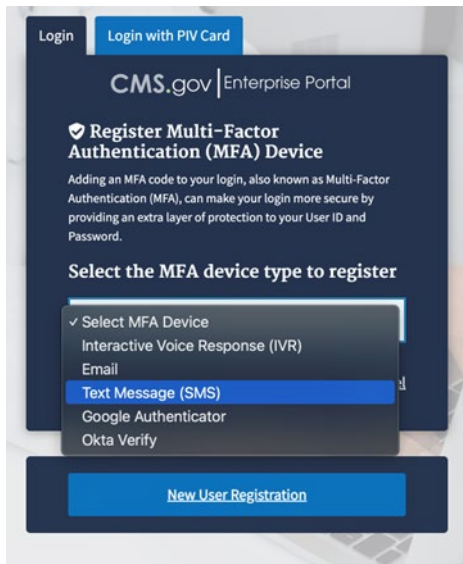 Login
Login with PIV Card
CMS.gov Enterprise Portal
Register Multi-Factor
Authentication (MFA) Device
Adding an MFA code to your login, also known as Multi-Factor
Authentication (MFA), can make your login more secure by
providing an extra layer of protection to your User ID and
Password.
Select the MFA device type to register
✓ Select MFA Device
Interactive Voice Response (IVR)
Email
Text Message (SMS)
Google Authenticator
Okta Verify
New User Registration